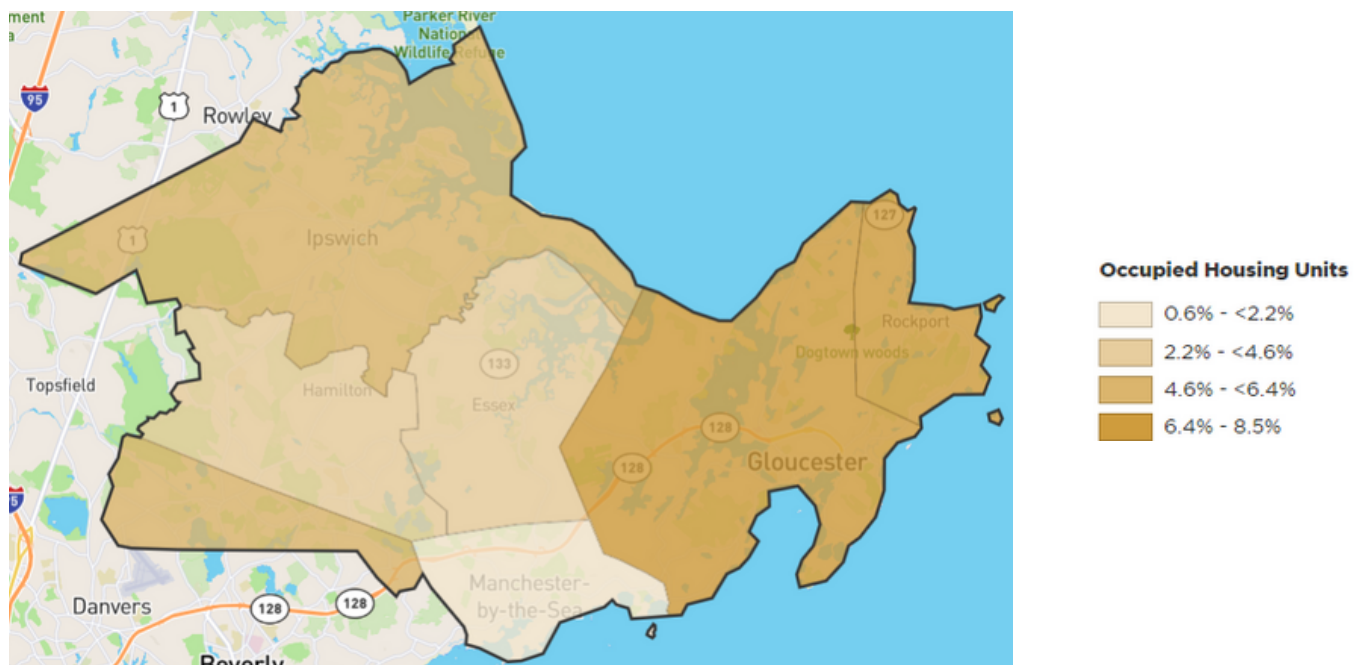 ment
a
Parker River
National
Wildlife Refuge
95
1
Rowley
127
1
Ipswich
Rockport
Dogtown woods
133
Topsfield
Hamilton
Essex
128
Gloucester
128
95
Manchester-
by-the-Sea
Danvers
128
128
Beverly
Occupied Housing Units
0.6% - <2.2%
2.2% - <4.6%
4.6% - <6.4%
6.4% - 8.5%